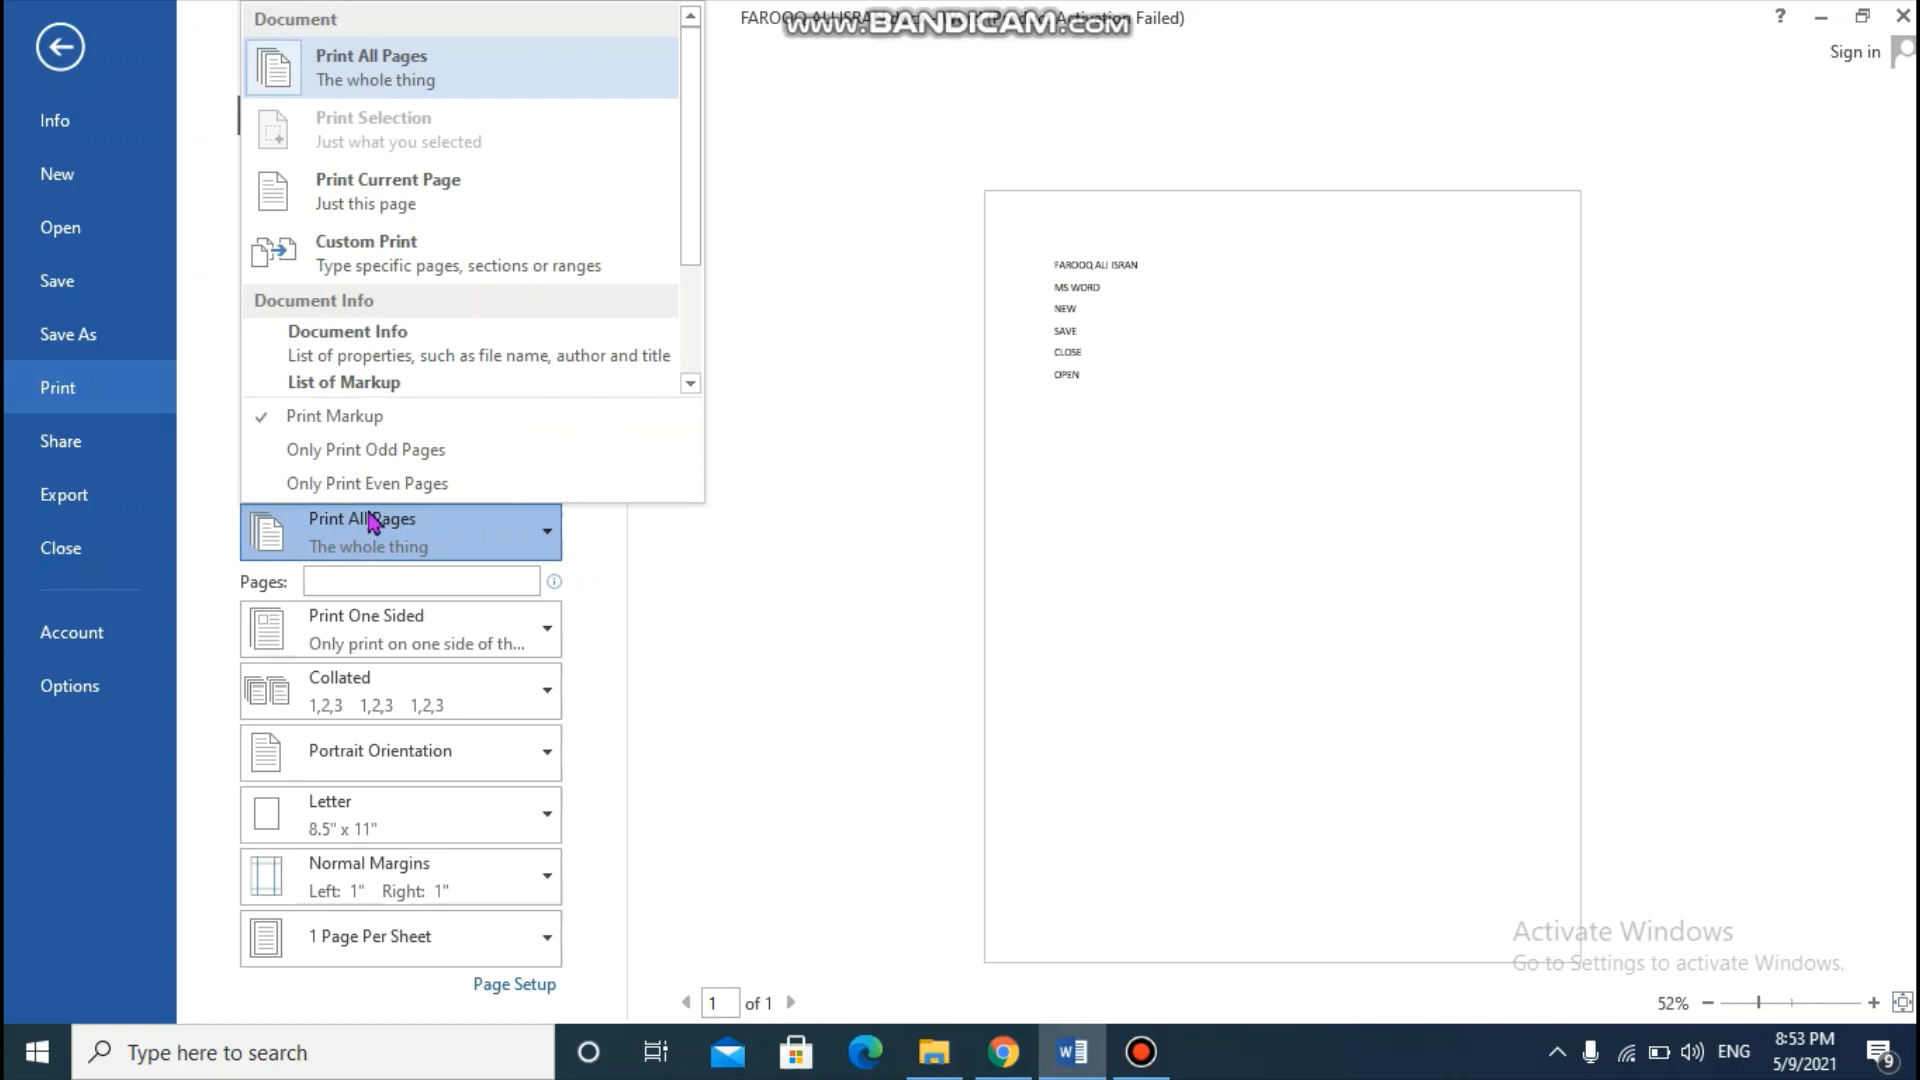 FAROOQ ALI ISRAN
Activation Failed)
www.BANDICAM.com
Sign in
Info
New
Open
Save
Save As
Print
Share
Export
Close
Account
Options
Document
Print All Pages
The whole thing
Print Selection
Just what you selected
Print Current Page
Just this page
Custom Print
Type specific pages, sections or ranges
Document Info
Document Info
List of properties, such as file name, author and title
List of Markup
Print Markup
Only Print Odd Pages
Only Print Even Pages
Print All Pages
The whole thing
Pages:
Print One Sided
Only print on one side of th...
Collated
1,2,3 1,2,3 1,2,3
Portrait Orientation
Letter
8.5" x 11"
Normal Margins
Left: 1" Right: 1"
1 Page Per Sheet
Page Setup
FAROOQ ALI ISRAN
MS WORD
NEW
SAVE
CLOSE
OPEN
Activate Windows
Go to Settings to activate Windows.
1 of 1
52%
Type here to search
ENG
8:53 PM
5/9/2021
9